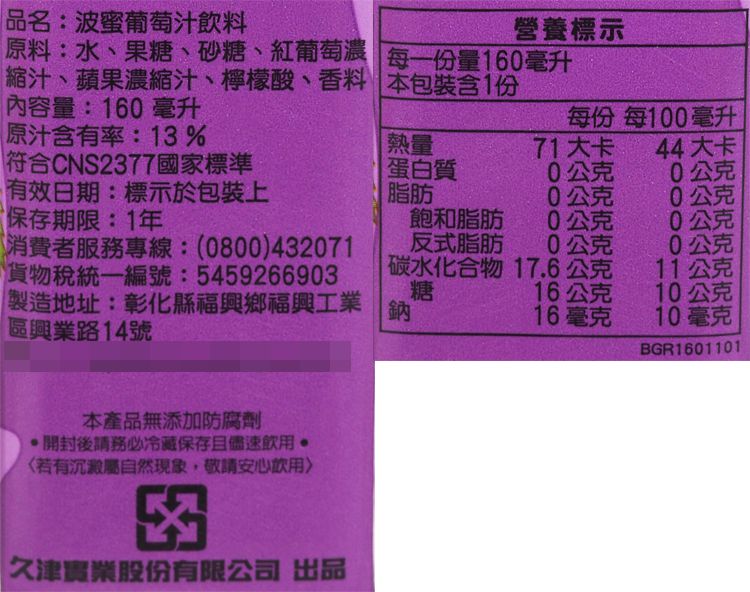 品名：波蜜葡萄汁飲料
原料：水、果糖、砂糖、紅葡萄濃
縮汁、蘋果濃縮汁、檸檬酸、香料
內容量：160 毫升
原汁含有率：13 %
符合CNS2377國家標準
有效日期：標示於包裝上
保存期限：1年
消費者服務專線：(0800)432071
貨物稅統一編號：5459266903
製造地址：彰化縣福興鄉福興工業
區興業路14號
本產品無添加防腐劑
•開封後請務必冷藏保存且儘速飲用•
〈若有沉澱屬自然現象，敬請安心飲用〉
久津實業股份有限公司 出品
營養標示
每一份量160毫升
本包裝含1份
每份 每100毫升
熱量 71 大卡 44 大卡
蛋白質 0 公克 0 公克
脂肪 0 公克 0 公克
飽和脂肪 0 公克 0 公克
反式脂肪 0 公克 0 公克
碳水化合物 17.6 公克 11 公克
糖 16 公克 10 公克
鈉 16 毫克 10 毫克
BGR1601101